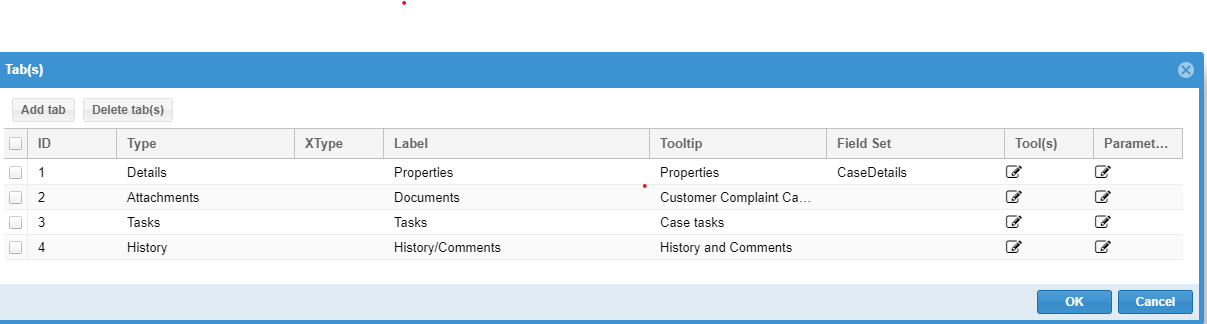 Tab(s)
Add tab Delete tab(s)
ID Type XType Label Tooltip Field Set Tool(s) Paramet...
1 Details Properties Properties CaseDetails
2 Attachments Documents Customer Complaint Ca...
3 Tasks Tasks Case tasks
4 History History/Comments History and Comments
OK Cancel